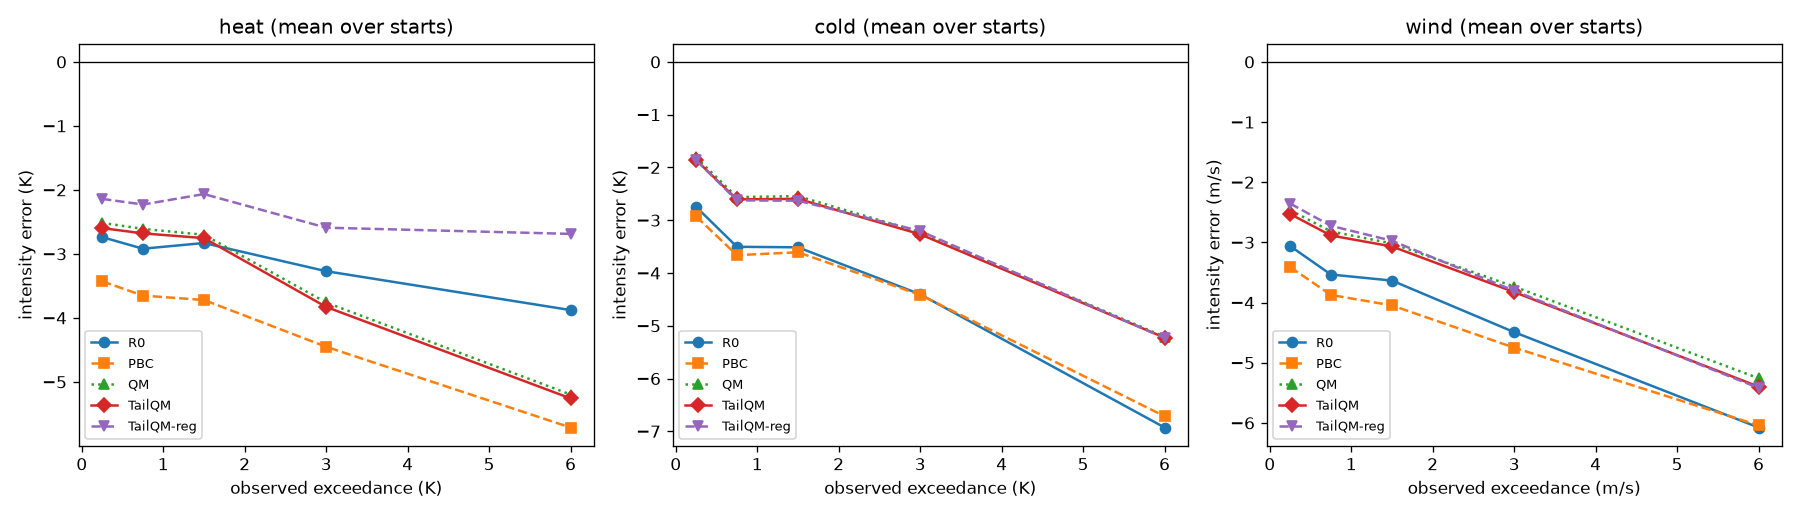 heat (mean over starts)
0
−1
−2
−3
−4
−5
intensity error (K)
R0
PBC
QM
TailQM
TailQM-reg
0 1 2 3 4 5 6
observed exceedance (K)
cold (mean over starts)
0
−1
−2
−3
−4
−5
−6
−7
intensity error (K)
R0
PBC
QM
TailQM
TailQM-reg
0 1 2 3 4 5 6
observed exceedance (K)
wind (mean over starts)
0
−1
−2
−3
−4
−5
−6
intensity error (m/s)
R0
PBC
QM
TailQM
TailQM-reg
0 1 2 3 4 5 6
observed exceedance (m/s)